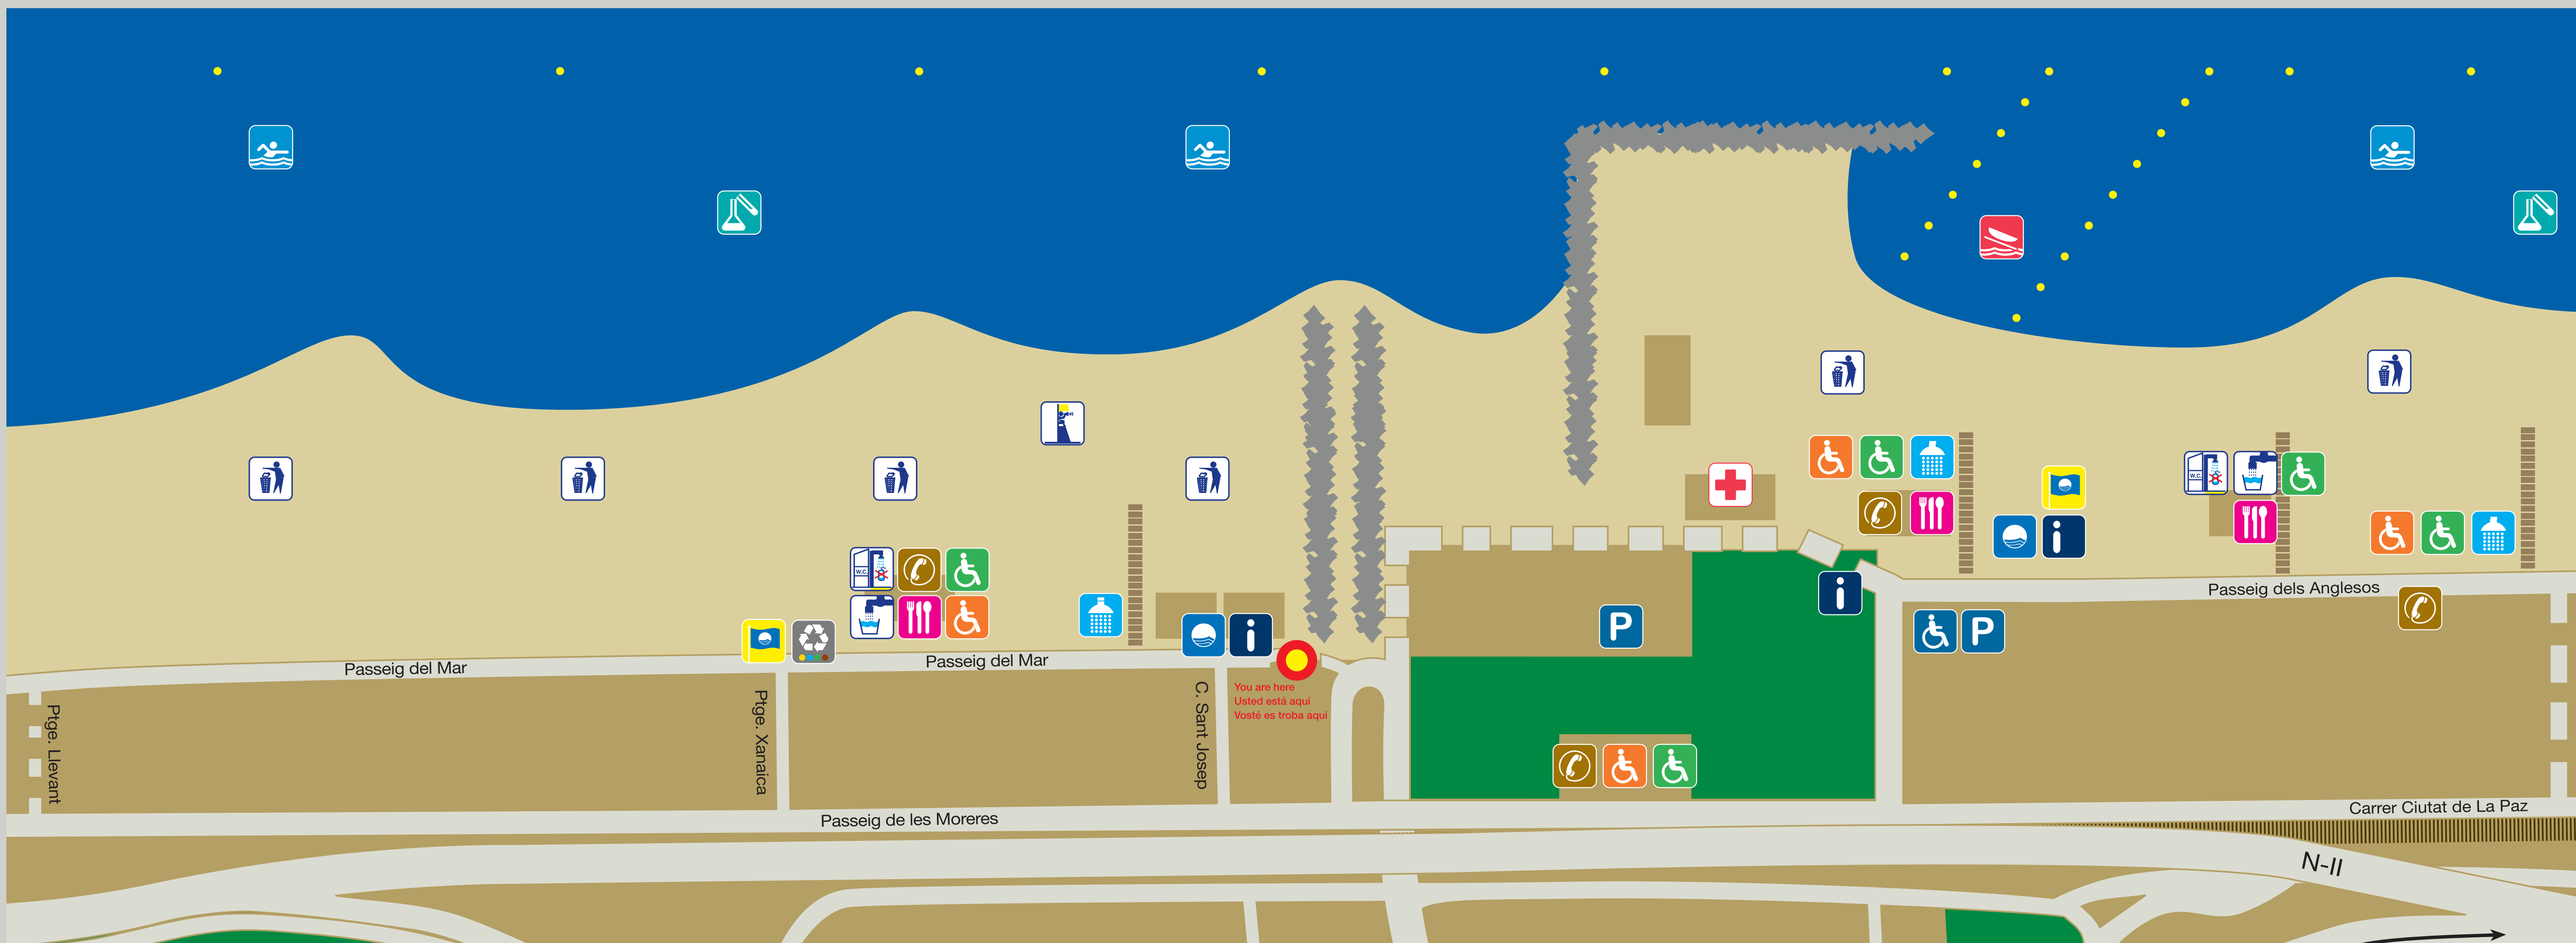 W.C.
W.C.
Passeig dels Anglesos
P
P
Passeig del Mar
Passeig del Mar
You are here
Usted está aquí
Vosté es troba aquí
Ptge. Llevant
Ptge. Xanaica
C. Sant Josep
Passeig de les Moreres
Carrer Ciutat de La Paz
N-II